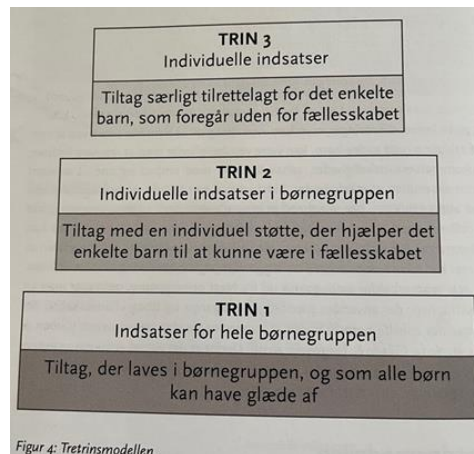 TRIN 3
Individuelle indsatser
Tiltag særligt tilrettelagt for det enkelte
barn, som foregår uden for fællesskabet
TRIN 2
Individuelle indsatser i børnegruppen
Tiltag med en individuel støtte, der hjælper det
enkelte barn til at kunne være i fællesskabet
TRIN 1
Indsatser for hele børnegruppen
Tiltag, der laves i børnegruppen, og som alle børn
kan have glæde af
Figur 4: Tretrinsmodellen